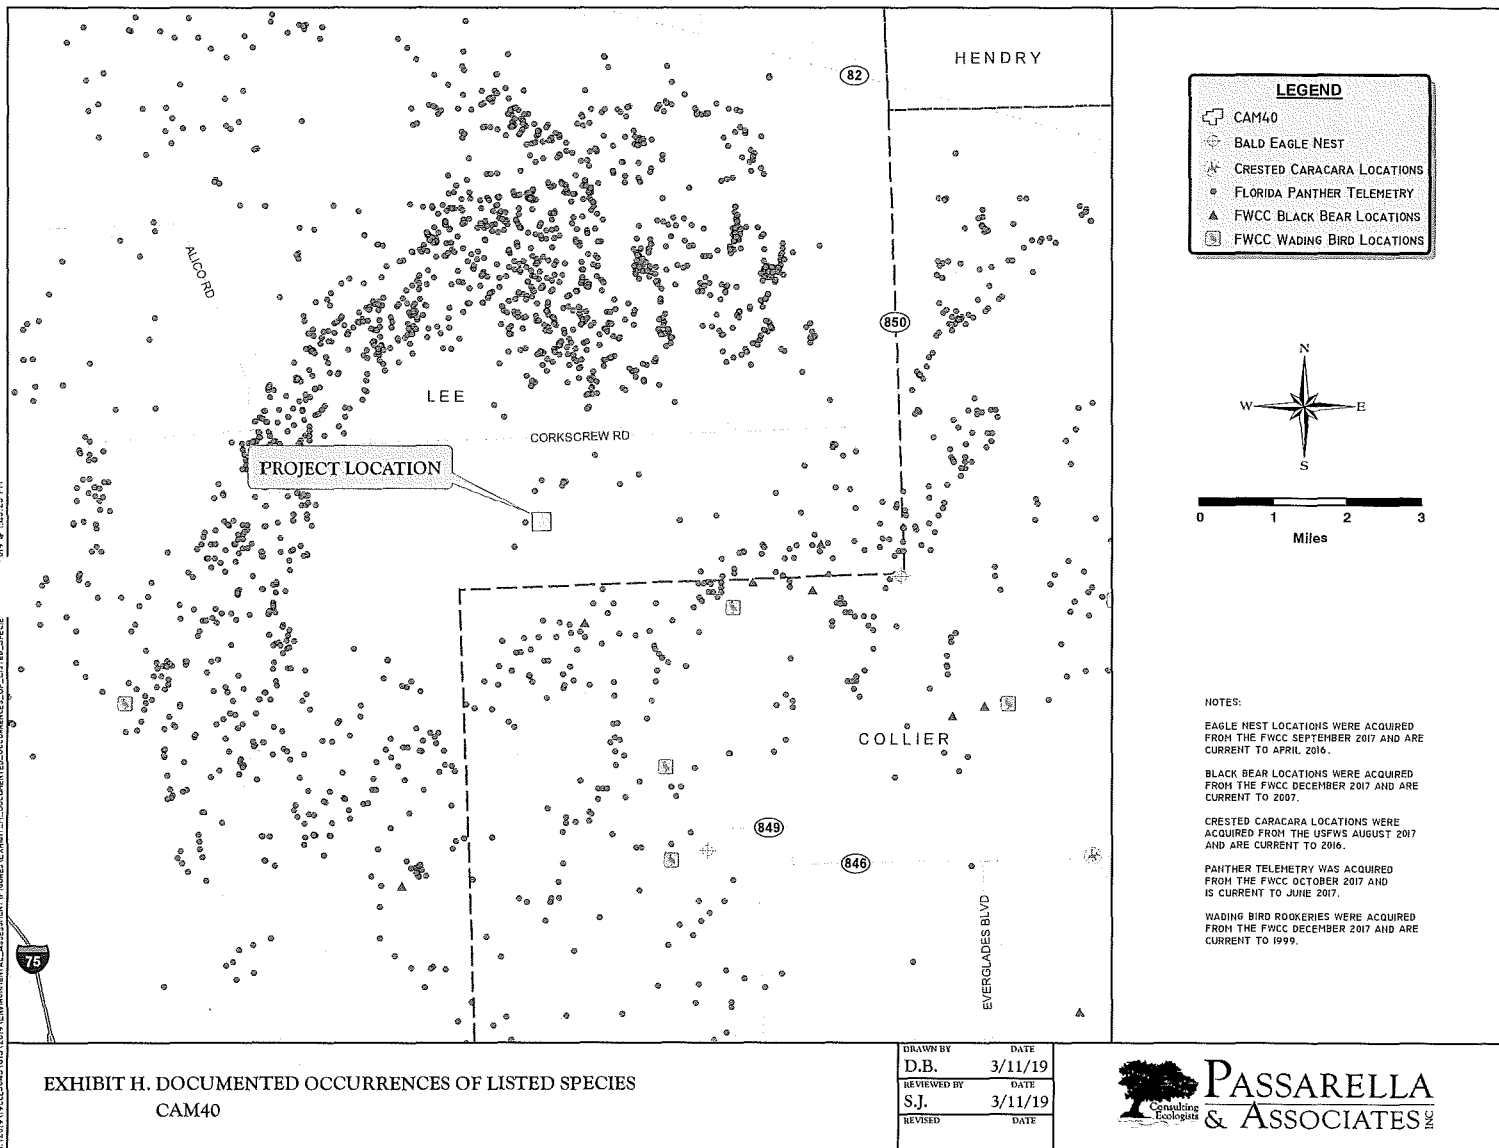 HENDRY
82
ALICO RD
850
LEE
CORKSCREW RD
PROJECT LOCATION
COLLIER
849
846
EVERGLADES BLVD
75
LEGEND
CAM40
BALD EAGLE NEST
CRESTED CARACARA LOCATIONS
FLORIDA PANTHER TELEMETRY
FWCC BLACK BEAR LOCATIONS
FWCC WADING BIRD LOCATIONS
N
W E
S
0 1 2 3
Miles
NOTES:
EAGLE NEST LOCATIONS WERE ACQUIRED
FROM THE FWCC SEPTEMBER 2017 AND ARE
CURRENT TO APRIL 2016.
BLACK BEAR LOCATIONS WERE ACQUIRED
FROM THE FWCC DECEMBER 2017 AND ARE
CURRENT TO 2007.
CRESTED CARACARA LOCATIONS WERE
ACQUIRED FROM THE USFWS AUGUST 2017
AND ARE CURRENT TO 2016.
PANTHER TELEMETRY WAS ACQUIRED
FROM THE FWCC OCTOBER 2017 AND
IS CURRENT TO JUNE 2017.
WADING BIRD ROOKERIES WERE ACQUIRED
FROM THE FWCC DECEMBER 2017 AND ARE
CURRENT TO 1999.
EXHIBIT H. DOCUMENTED OCCURRENCES OF LISTED SPECIES
CAM40
DRAWN BY DATE
D.B. 3/11/19
REVIEWED BY DATE
S.J. 3/11/19
REVISED DATE
Consulting
Ecologists
PASSARELLA
& ASSOCIATES INC